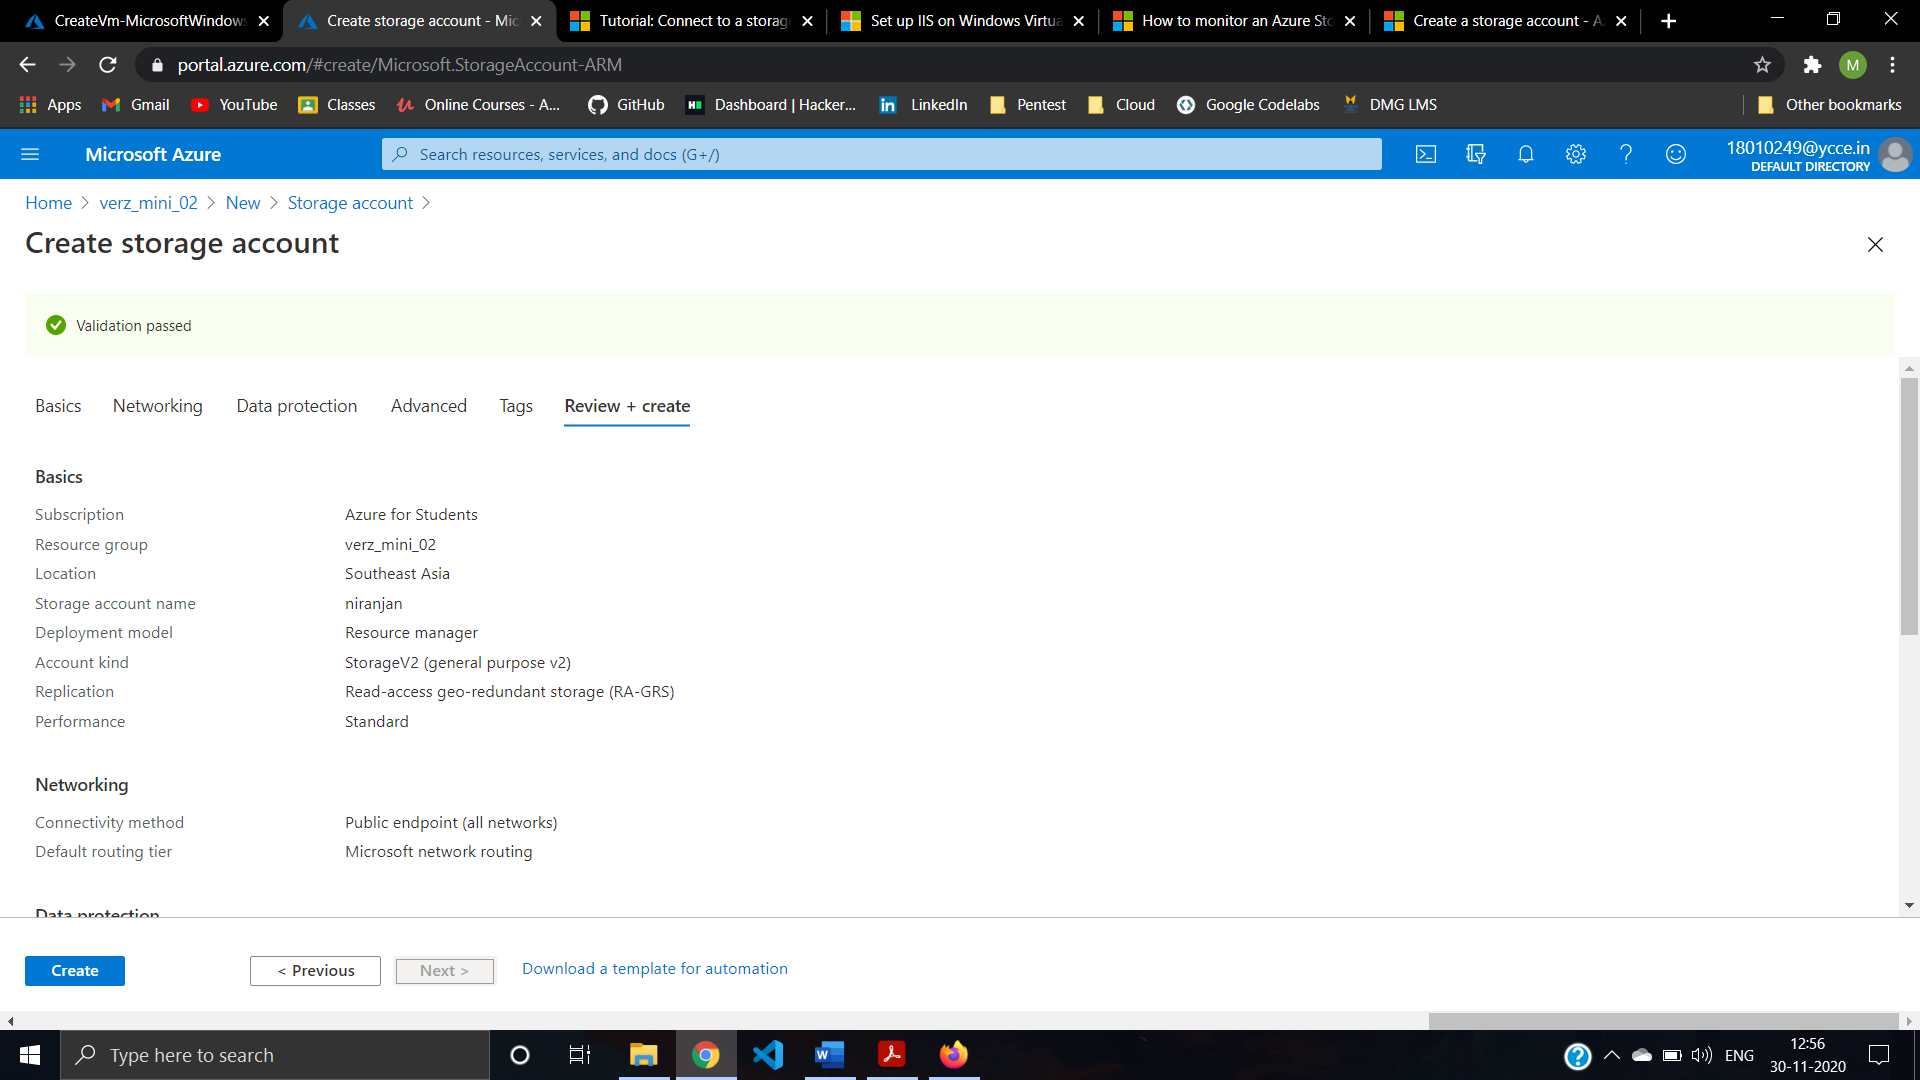 CreateVm-MicrosoftWindows
Create storage account - Mic
Tutorial: Connect to a storage
Set up IIS on Windows Virtua
How to monitor an Azure Sto
Create a storage account - A
portal.azure.com/#create/Microsoft.StorageAccount-ARM
M
Apps
Gmail
YouTube
Classes
Online Courses - A...
GitHub
Dashboard | Hacker...
LinkedIn
Pentest
Cloud
Google Codelabs
DMG LMS
Other bookmarks
Microsoft Azure
Search resources, services, and docs (G+/)
18010249@ycce.in
DEFAULT DIRECTORY
Home > verz_mini_02 > New > Storage account >
Create storage account
Validation passed
Basics
Networking
Data protection
Advanced
Tags
Review + create
Basics
Subscription Azure for Students
Resource group verz_mini_02
Location Southeast Asia
Storage account name niranjan
Deployment model Resource manager
Account kind StorageV2 (general purpose v2)
Replication Read-access geo-redundant storage (RA-GRS)
Performance Standard
Networking
Connectivity method Public endpoint (all networks)
Default routing tier Microsoft network routing
Data protection
Create
< Previous
Next >
Download a template for automation
Type here to search
ENG
12:56
30-11-2020